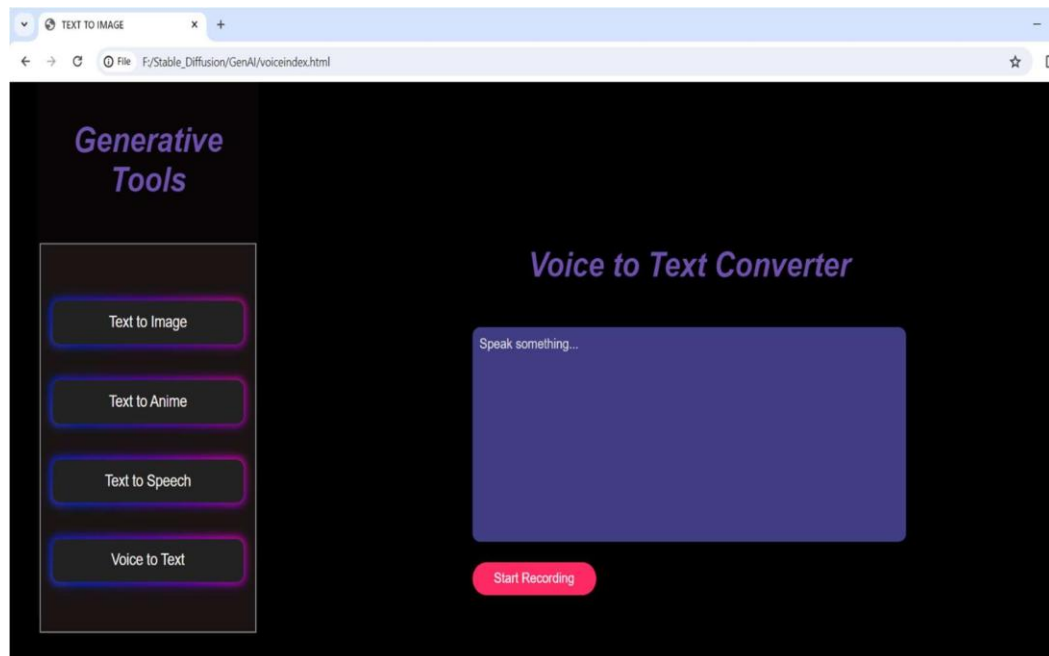 TEXT TO IMAGE
File F:/Stable_Diffusion/GenAI/voiceindex.html
Generative
Tools
Text to Image
Text to Anime
Text to Speech
Voice to Text
Voice to Text Converter
Speak something...
Start Recording